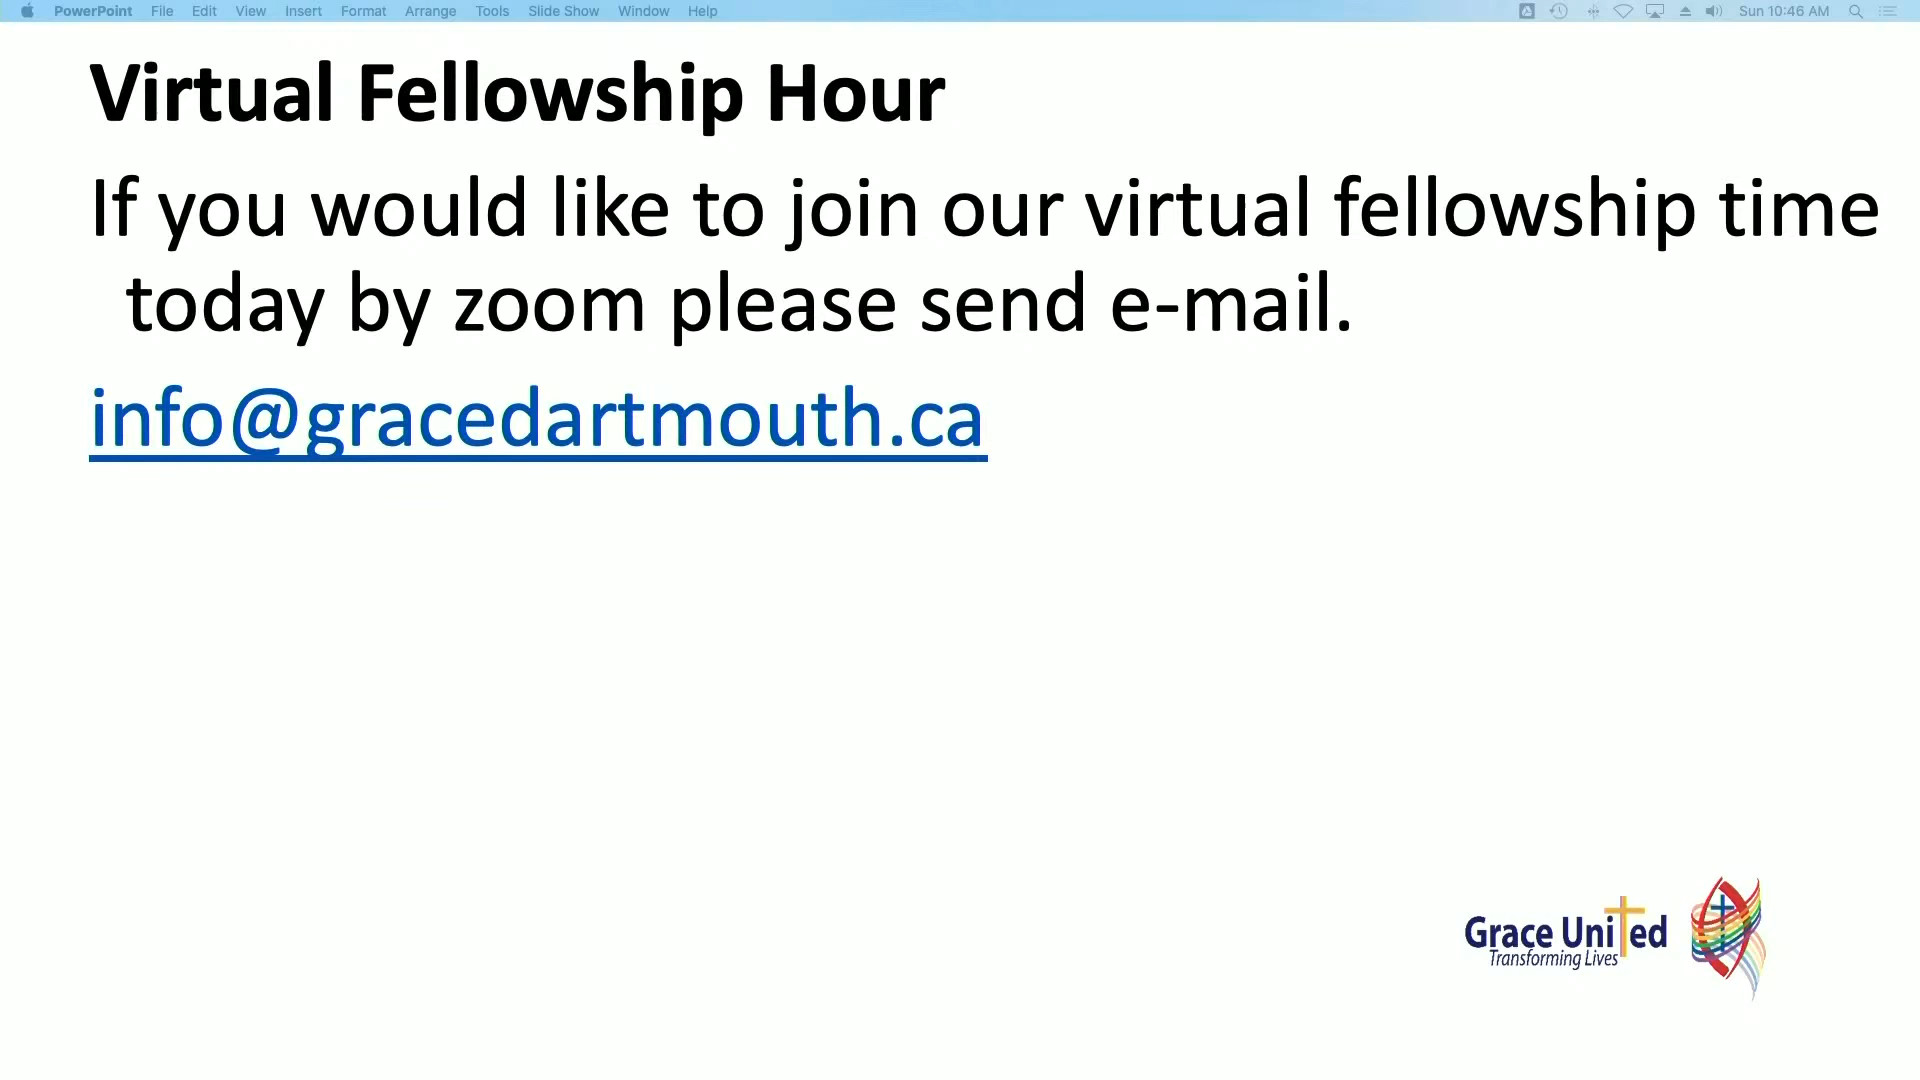 PowerPoint File Edit View Insert Format Arrange Tools Slide Show Window Help Sun 10:46 AM
Virtual Fellowship Hour
If you would like to join our virtual fellowship time
today by zoom please send e-mail.
info@gracedartmouth.ca
Grace United
Transforming Lives